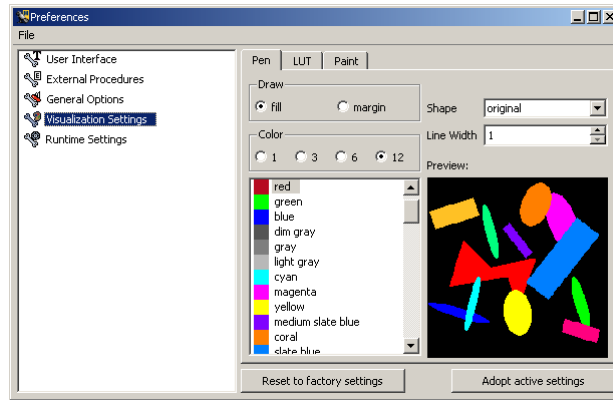 Preferences
File
User Interface
External Procedures
General Options
Visualization Settings
Runtime Settings
Pen LUT Paint
Draw
fill margin
Shape original
Line Width 1
Color
1 3 6 12
Preview:
red
green
blue
dim gray
gray
light gray
cyan
magenta
yellow
medium slate blue
coral
slate blue
Reset to factory settings Adopt active settings